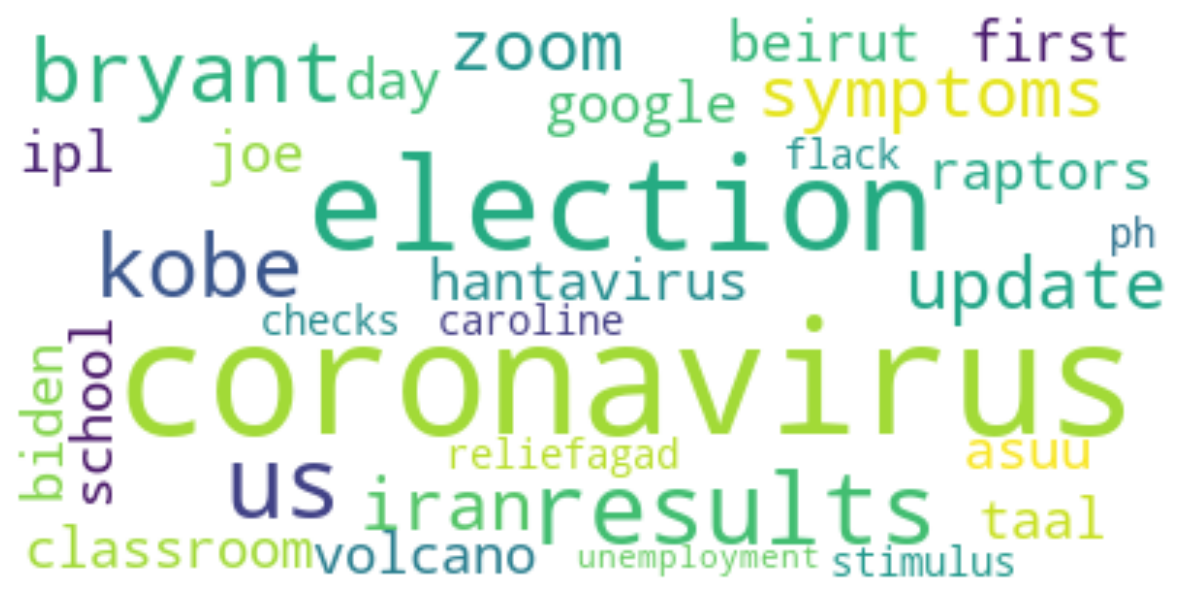 bryant
day
zoom
beirut
first
google
symptoms
ipl
joe
election
flack
raptors
ph
kobe
hantavirus
update
checks
caroline
biden
school
coronavirus
reliefagad
asuu
us
iran
results
taal
classroom
volcano
unemployment
stimulus